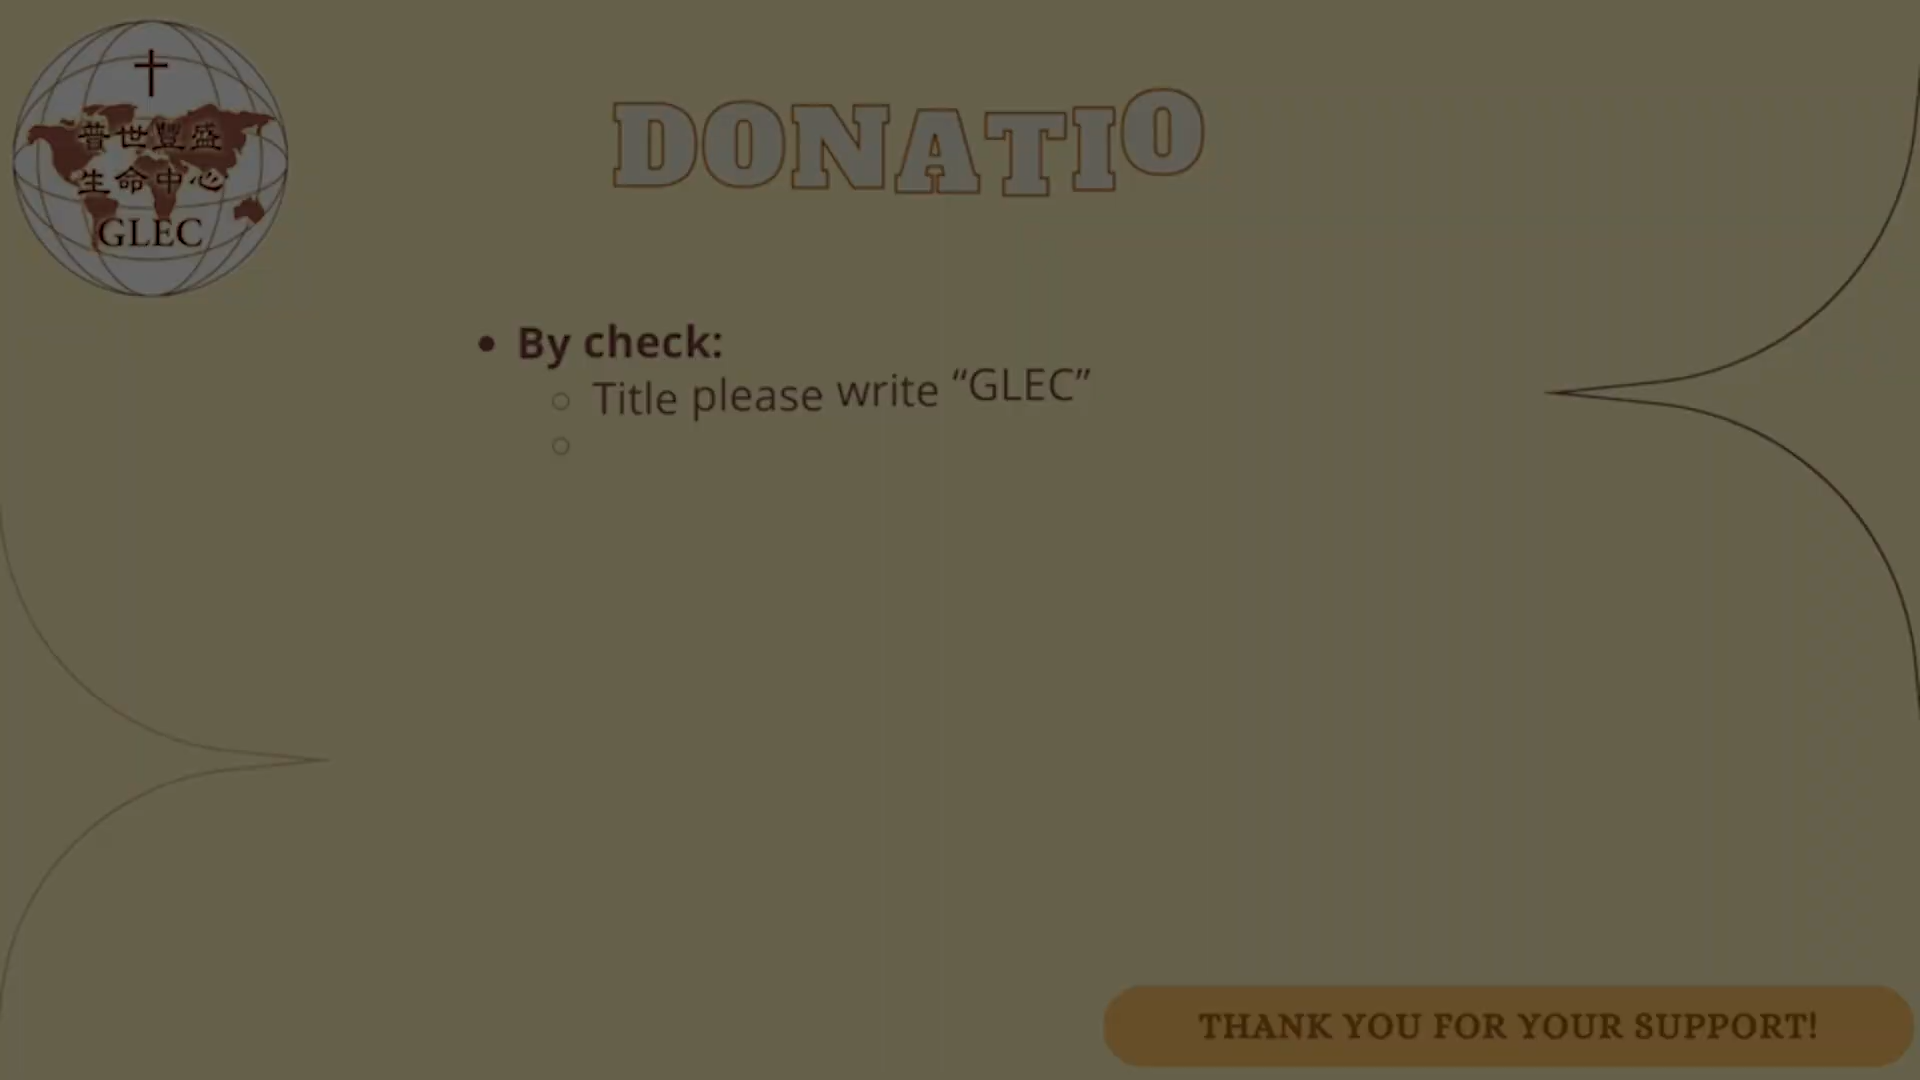 普世豐盛
生命中心
GLEC
DONATIO
• By check:
○ Title please write “GLEC”
○
THANK YOU FOR YOUR SUPPORT!